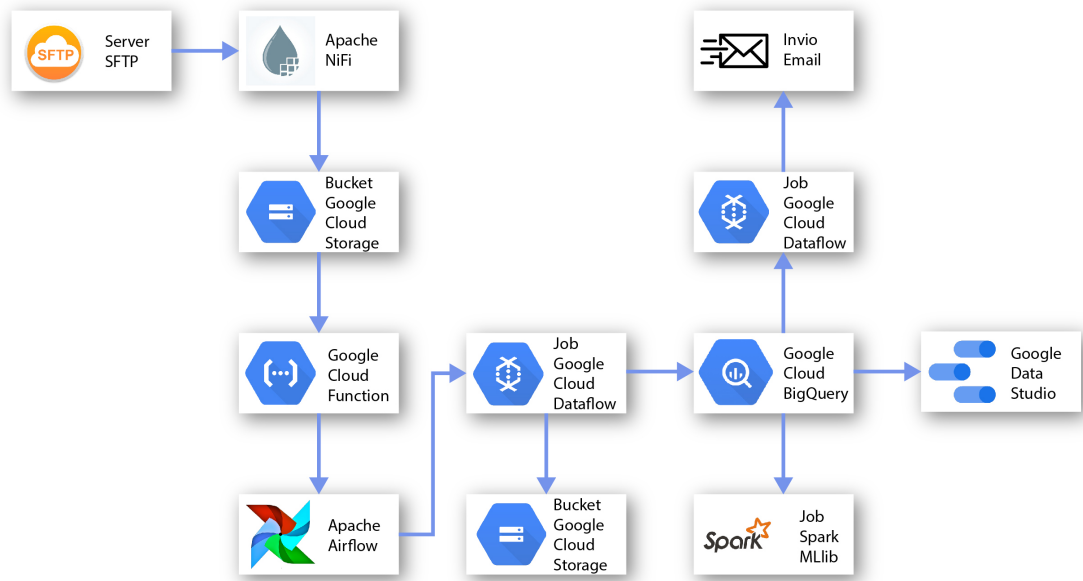 SFTP
Server
SFTP
Apache
NiFi
Invio
Email
Bucket
Google
Cloud
Storage
Job
Google
Cloud
Dataflow
Google
Cloud
Function
Job
Google
Cloud
Dataflow
Google
Cloud
BigQuery
Google
Data
Studio
Apache
Airflow
Bucket
Google
Cloud
Storage
Spark
Job
Spark
MLlib